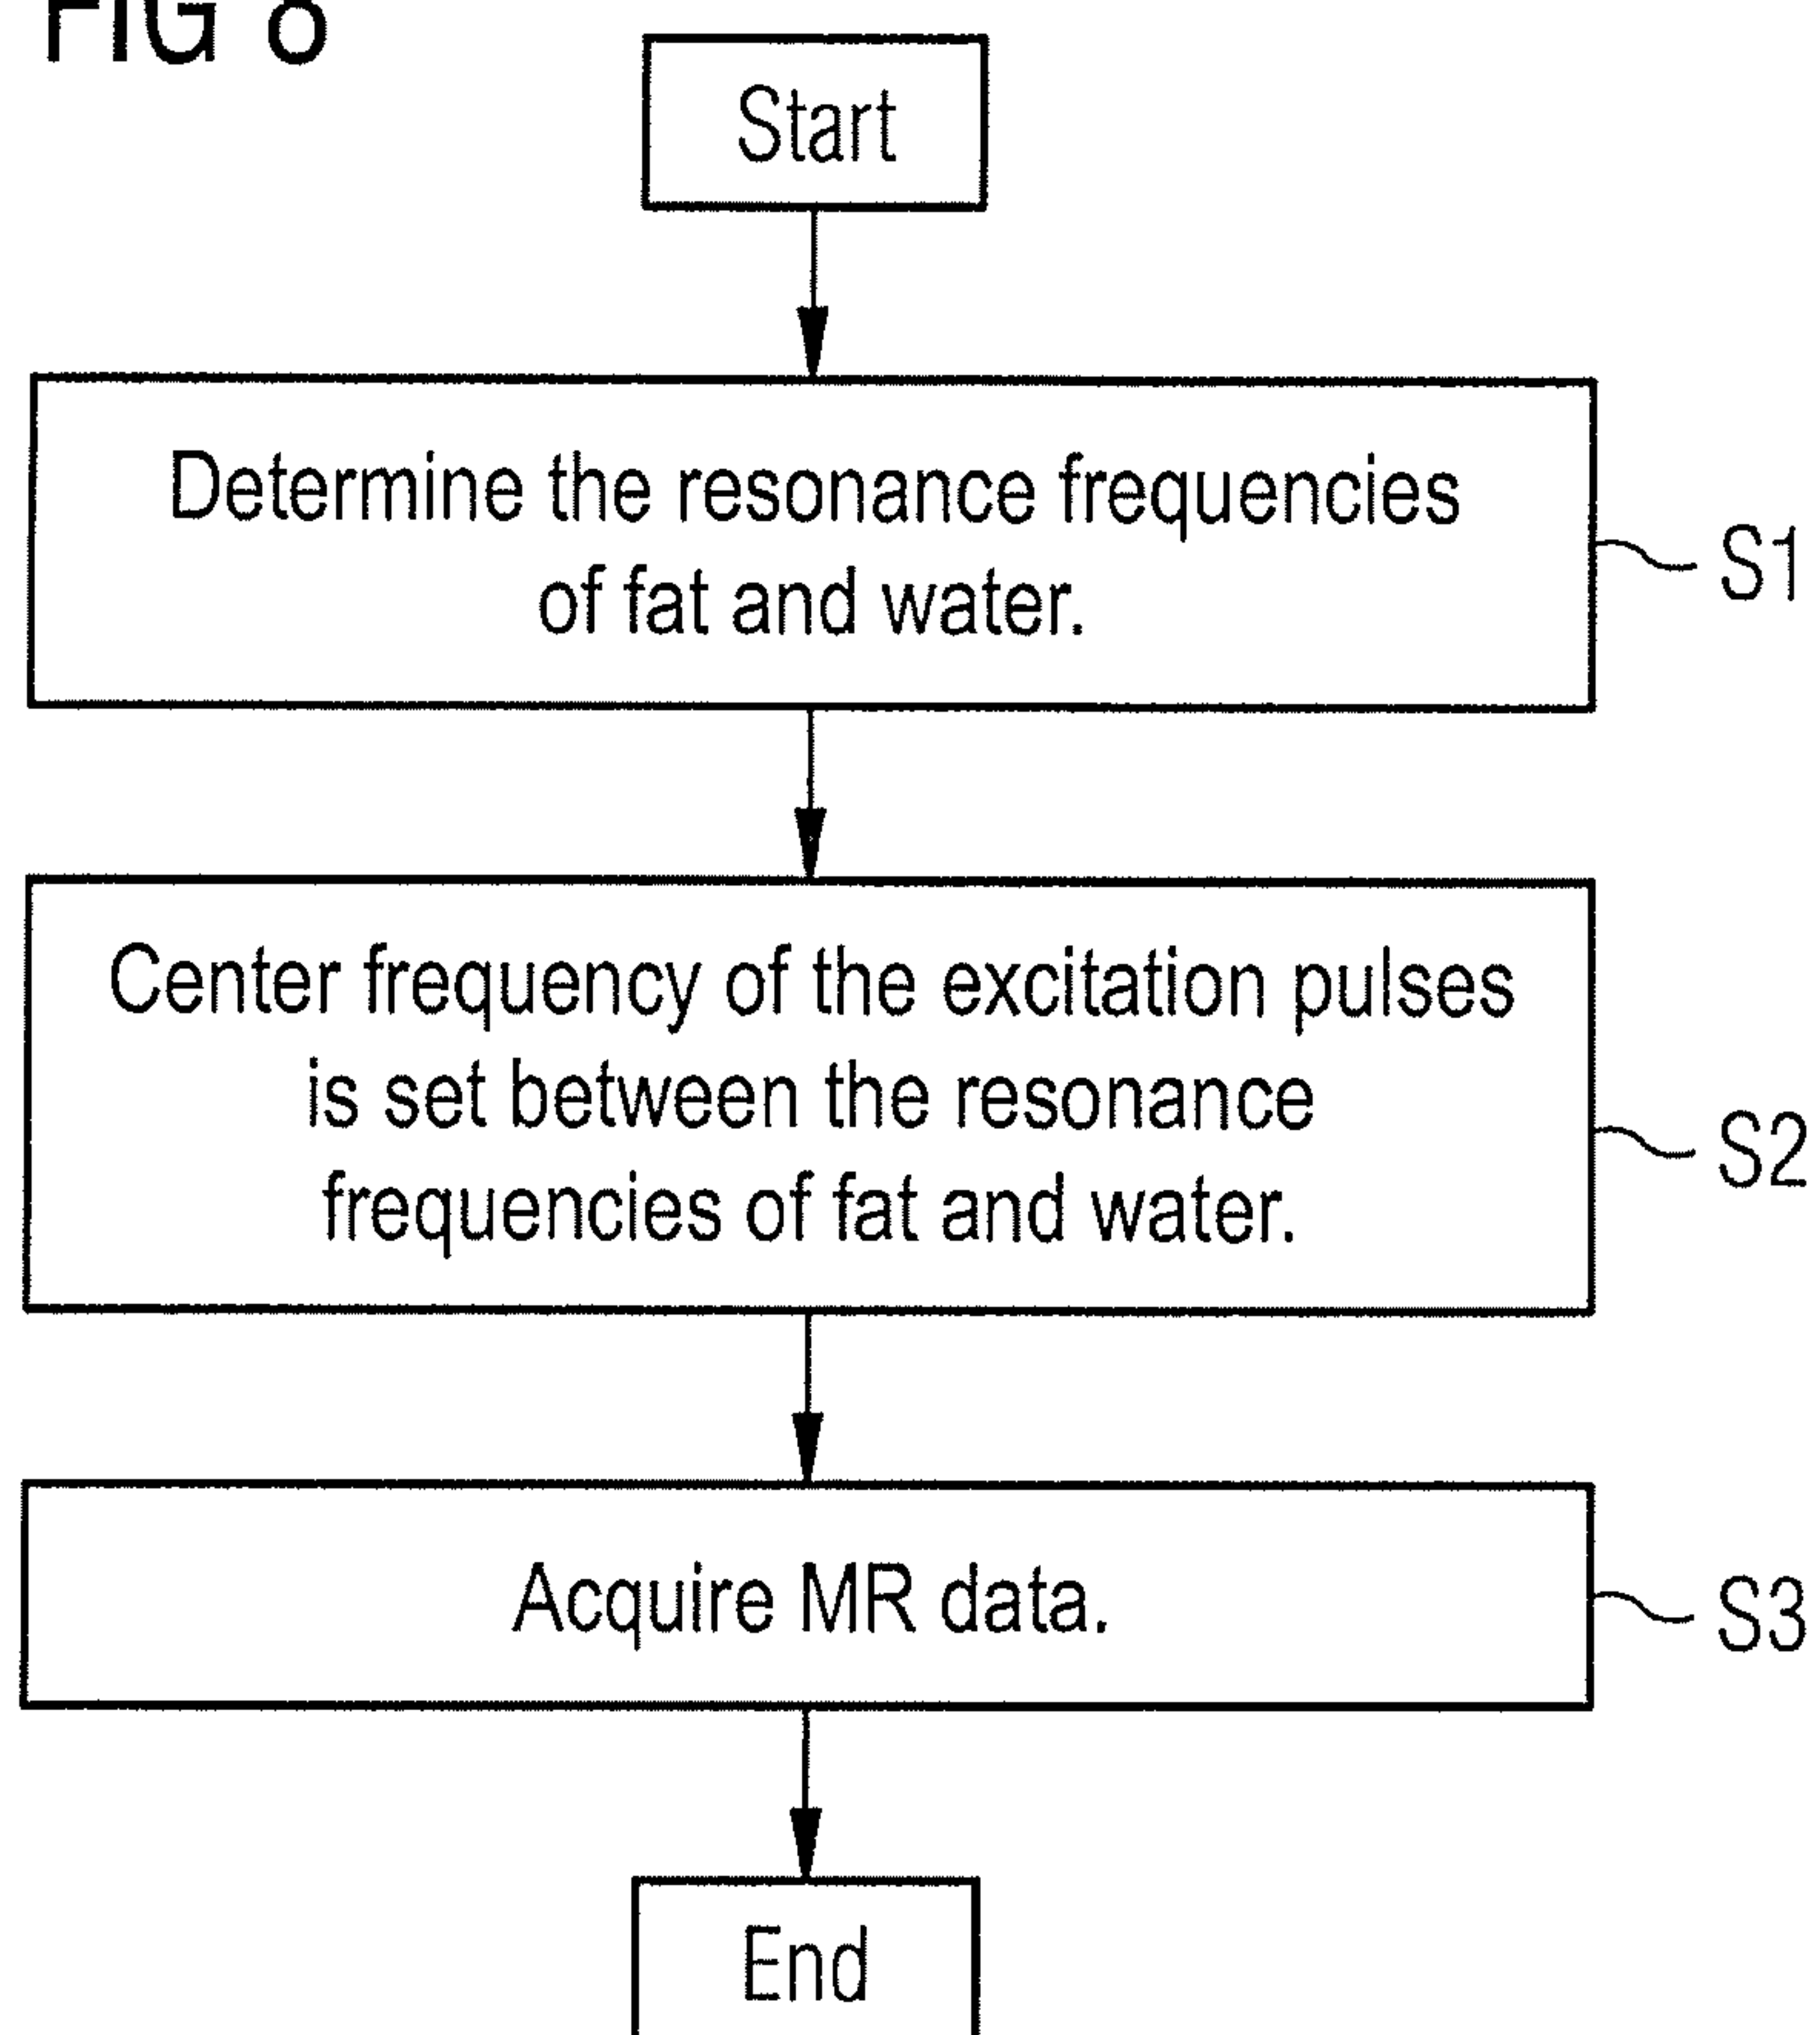 FIG 8
Start
Determine the resonance frequencies
of fat and water.
S1
Center frequency of the excitation pulses
is set between the resonance
frequencies of fat and water.
S2
Acquire MR data.
S3
End